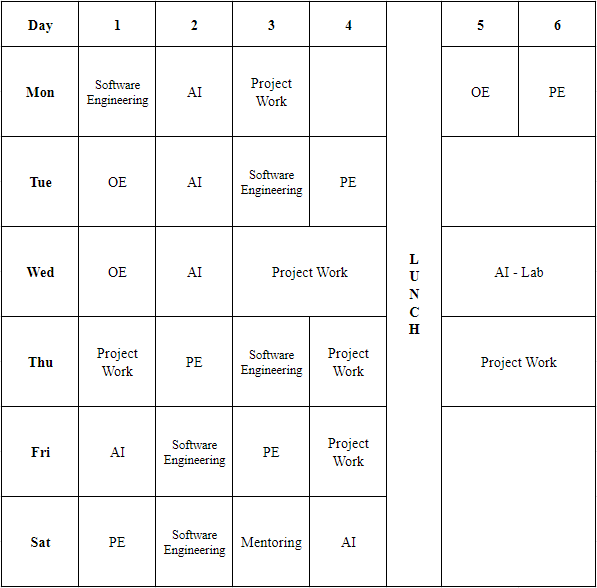 Day 1 2 3 4 5 6
Mon Software Engineering AI Project Work OE PE
Tue OE AI Software Engineering PE
Wed OE AI Project Work AI - Lab
Thu Project Work PE Software Engineering Project Work Project Work
Fri AI Software Engineering PE Project Work
Sat PE Software Engineering Mentoring AI
L
U
N
C
H